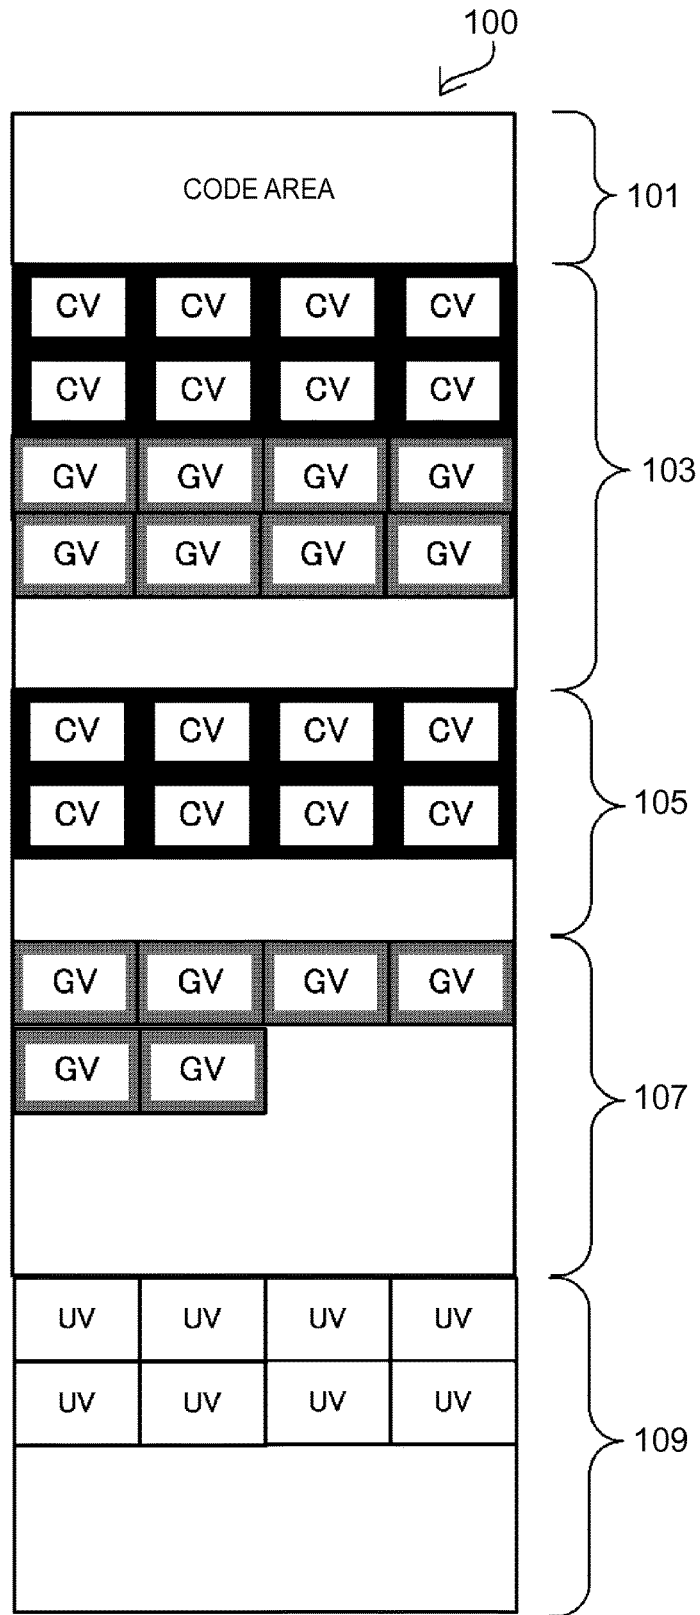 100
CODE AREA
101
CV CV CV CV
CV CV CV CV
GV GV GV GV
103
GV GV GV GV
CV CV CV CV
105
CV CV CV CV
GV GV GV GV
GV GV
107
UV UV UV UV
UV UV UV UV
109